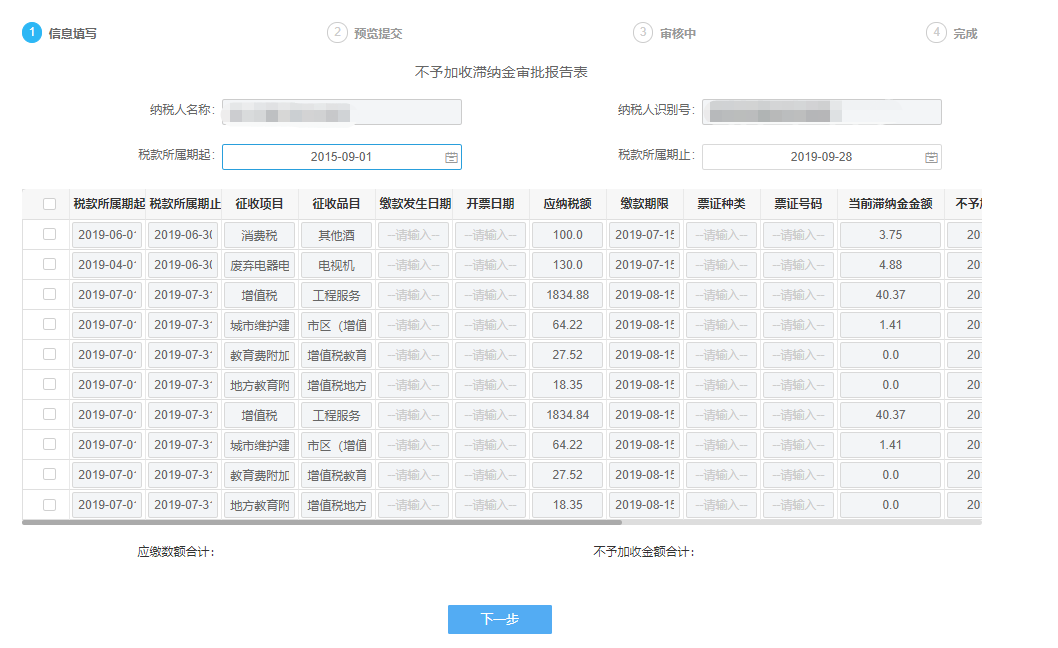 1 信息填写 2 预览提交 3 审核中 4 完成
不予加收滞纳金审批报告表
纳税人名称: 纳税人识别号:
税款所属期起: 2015-09-01 税款所属期止: 2019-09-28
税款所属期起 税款所属期止 征收项目 征收品目 缴款发生日期 开票日期 应纳税额 缴款期限 票证种类 票证号码 当前滞纳金金额 不予
2019-06-01 2019-06-30 消费税 其他酒 --请输入-- --请输入-- 100.0 2019-07-15 --请输入-- --请输入-- 3.75 20
2019-04-01 2019-06-30 废弃电器电 电视机 --请输入-- --请输入-- 130.0 2019-07-15 --请输入-- --请输入-- 4.88 20
2019-07-01 2019-07-31 增值税 工程服务 --请输入-- --请输入-- 1834.88 2019-08-15 --请输入-- --请输入-- 40.37 20
2019-07-01 2019-07-31 城市维护建 市区（增值 --请输入-- --请输入-- 64.22 2019-08-15 --请输入-- --请输入-- 1.41 20
2019-07-01 2019-07-31 教育费附加 增值税教育 --请输入-- --请输入-- 27.52 2019-08-15 --请输入-- --请输入-- 0.0 20
2019-07-01 2019-07-31 地方教育附 增值税地方 --请输入-- --请输入-- 18.35 2019-08-15 --请输入-- --请输入-- 0.0 20
2019-07-01 2019-07-31 增值税 工程服务 --请输入-- --请输入-- 1834.84 2019-08-15 --请输入-- --请输入-- 40.37 20
2019-07-01 2019-07-31 城市维护建 市区（增值 --请输入-- --请输入-- 64.22 2019-08-15 --请输入-- --请输入-- 1.41 20
2019-07-01 2019-07-31 教育费附加 增值税教育 --请输入-- --请输入-- 27.52 2019-08-15 --请输入-- --请输入-- 0.0 20
2019-07-01 2019-07-31 地方教育附 增值税地方 --请输入-- --请输入-- 18.35 2019-08-15 --请输入-- --请输入-- 0.0 20
应缴数额合计: 不予加收金额合计:
下一步